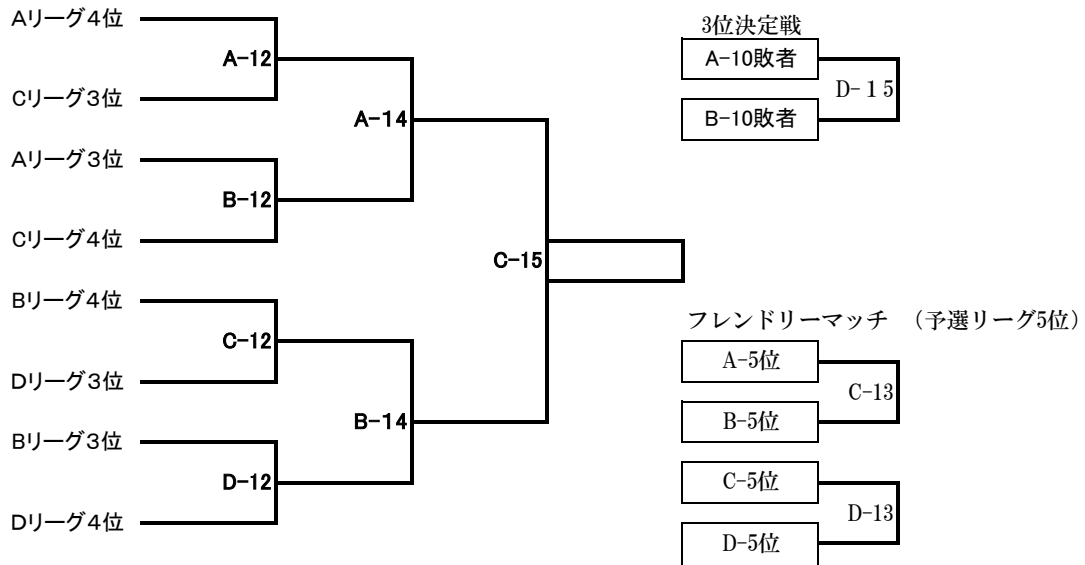 Aリーグ４位
A-12
Cリーグ３位
A-14
Aリーグ３位
B-12
Cリーグ４位
C-15
Bリーグ４位
C-12
Dリーグ３位
B-14
Bリーグ３位
D-12
Dリーグ４位
3位決定戦
A-10敗者
D-１５
B-10敗者
フレンドリーマッチ　（予選リーグ5位）
A-5位
C-13
B-5位
C-5位
D-13
D-5位